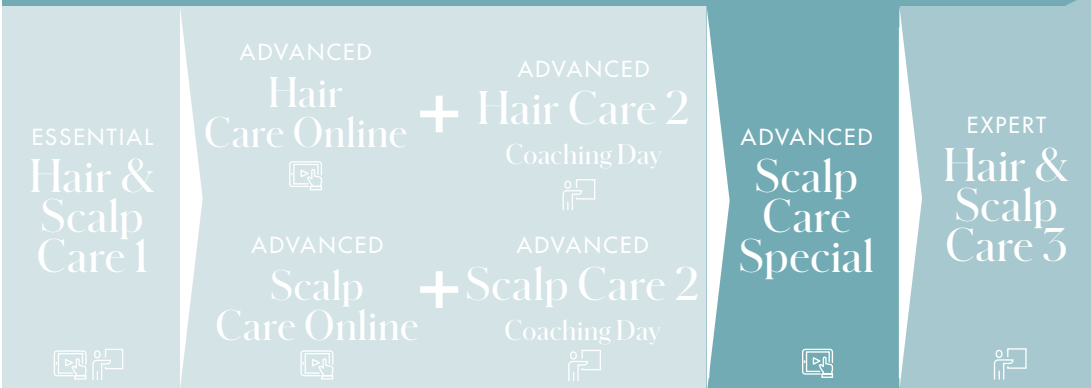 ESSENTIAL
Hair &
Scalp
Care 1
ADVANCED
Hair
Care Online
+
ADVANCED
Hair Care 2
Coaching Day
ADVANCED
Scalp
Care Online
+
ADVANCED
Scalp Care 2
Coaching Day
ADVANCED
Scalp
Care
Special
EXPERT
Hair &
Scalp
Care 3